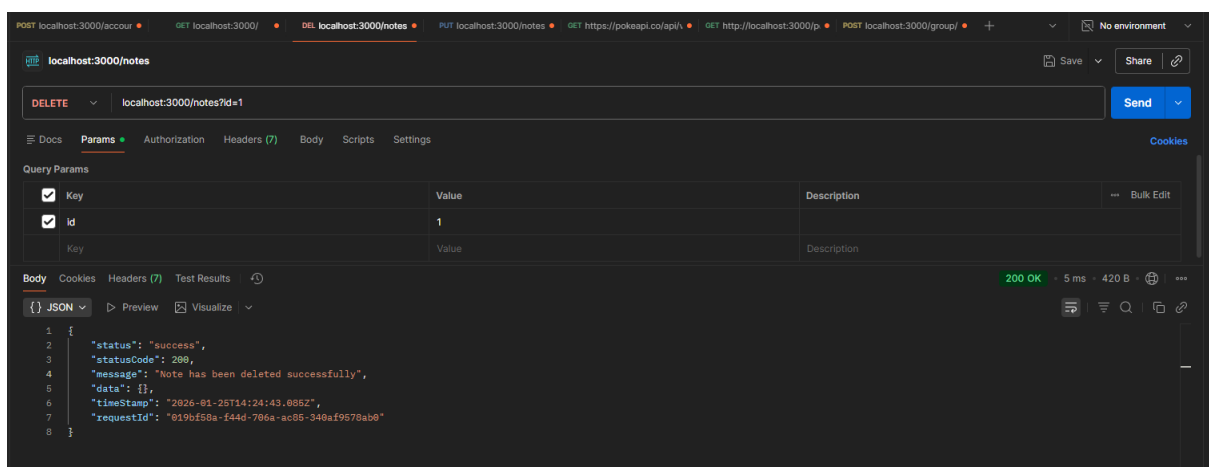 POST localhost:3000/accour GET localhost:3000/ DEL localhost:3000/notes PUT localhost:3000/notes GET https://pokeapi.co/api/\ GET http://localhost:3000/p POST localhost:3000/group/ + No environment
HTTP localhost:3000/notes Save Share
DELETE localhost:3000/notes?id=1 Send
Docs Params Authorization Headers (7) Body Scripts Settings Cookies
Query Params
Key Value Description ... Bulk Edit
id 1
Key Value Description
Body Cookies Headers (7) Test Results 200 OK 5 ms 420 B
{} JSON Preview Visualize
1 {
2 "status": "success",
3 "statusCode": 200,
4 "message": "Note has been deleted successfully",
5 "data": {},
6 "timeStamp": "2026-01-25T14:24:43.086Z",
7 "requestId": "019bf58a-f44d-706a-ac85-340af9578ab0"
8 }